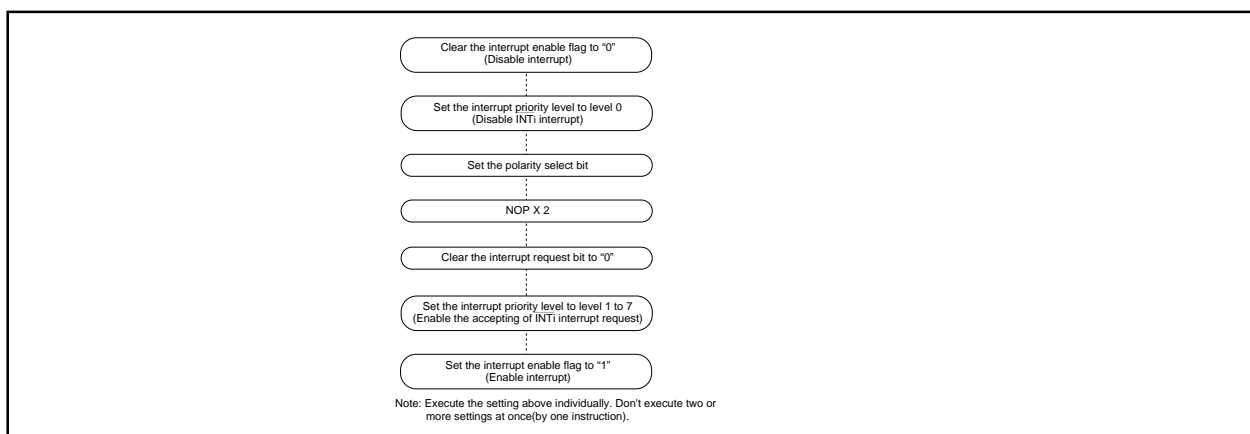 Clear the interrupt enable flag to “0”
(Disable interrupt)
Set the interrupt priority level to level 0
(Disable INTi interrupt)
Set the polarity select bit
NOP X 2
Clear the interrupt request bit to “0”
Set the interrupt priority level to level 1 to 7
(Enable the accepting of INTi interrupt request)
Set the interrupt enable flag to “1”
(Enable interrupt)
Note: Execute the setting above individually. Don’t execute two or
more settings at once(by one instruction).